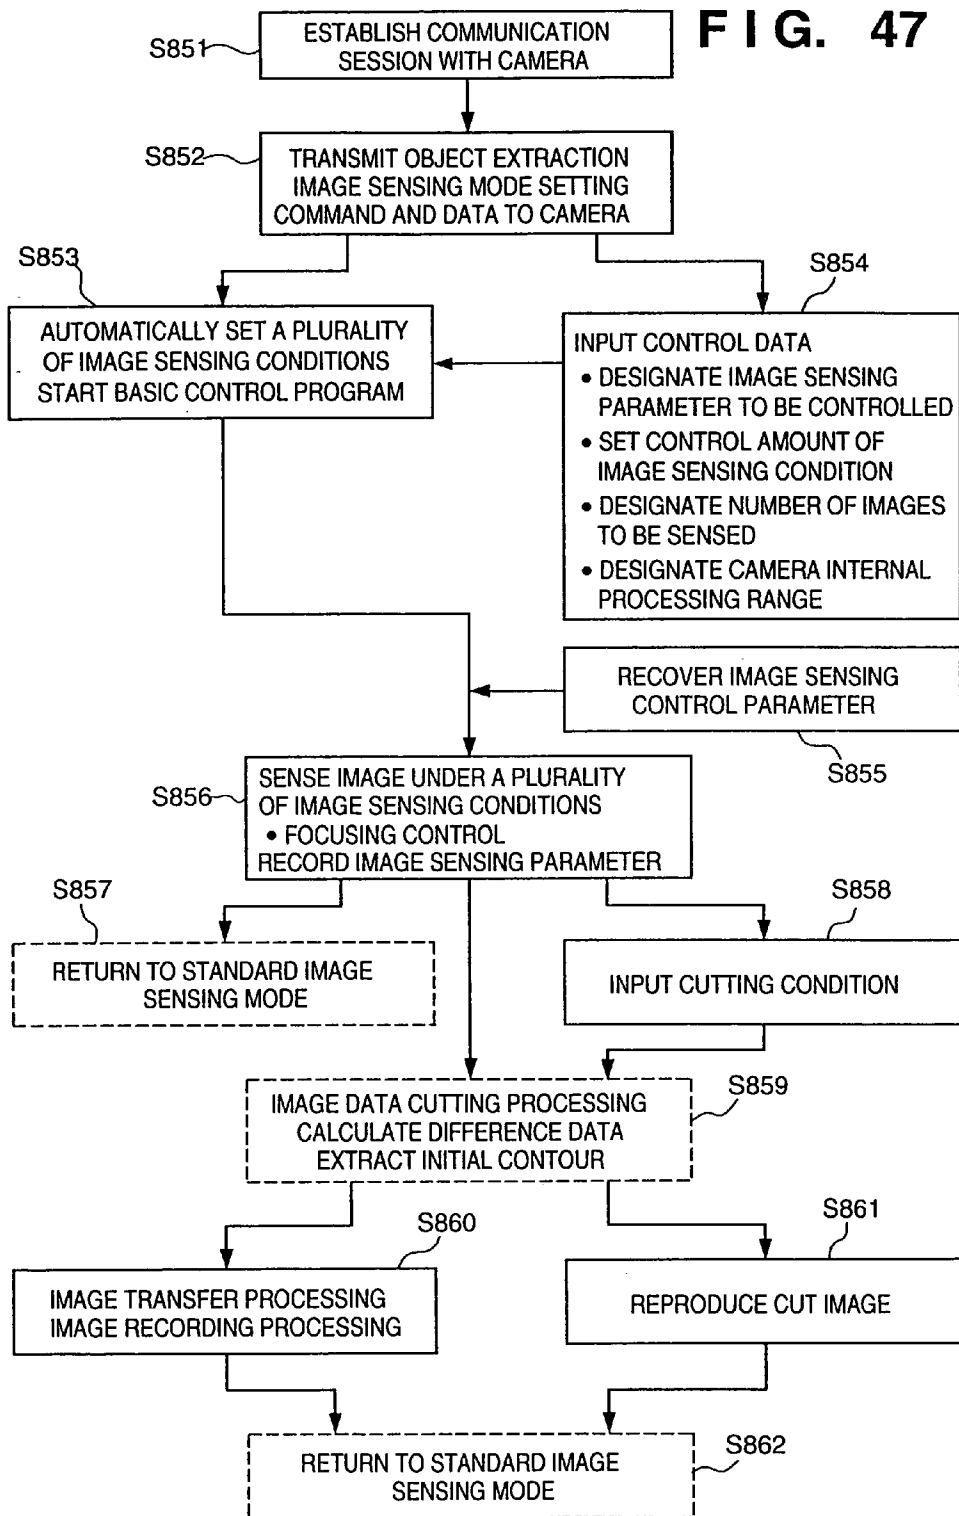 FIG. 47
S851
ESTABLISH COMMUNICATION
SESSION WITH CAMERA
S852
TRANSMIT OBJECT EXTRACTION
IMAGE SENSING MODE SETTING
COMMAND AND DATA TO CAMERA
S853
AUTOMATICALLY SET A PLURALITY
OF IMAGE SENSING CONDITIONS
START BASIC CONTROL PROGRAM
S854
INPUT CONTROL DATA
• DESIGNATE IMAGE SENSING
PARAMETER TO BE CONTROLLED
• SET CONTROL AMOUNT OF
IMAGE SENSING CONDITION
• DESIGNATE NUMBER OF IMAGES
TO BE SENSED
• DESIGNATE CAMERA INTERNAL
PROCESSING RANGE
RECOVER IMAGE SENSING
CONTROL PARAMETER
S855
S856
SENSE IMAGE UNDER A PLURALITY
OF IMAGE SENSING CONDITIONS
• FOCUSING CONTROL
RECORD IMAGE SENSING PARAMETER
S857
RETURN TO STANDARD IMAGE
SENSING MODE
S858
INPUT CUTTING CONDITION
S859
IMAGE DATA CUTTING PROCESSING
CALCULATE DIFFERENCE DATA
EXTRACT INITIAL CONTOUR
S860
IMAGE TRANSFER PROCESSING
IMAGE RECORDING PROCESSING
S861
REPRODUCE CUT IMAGE
S862
RETURN TO STANDARD IMAGE
SENSING MODE